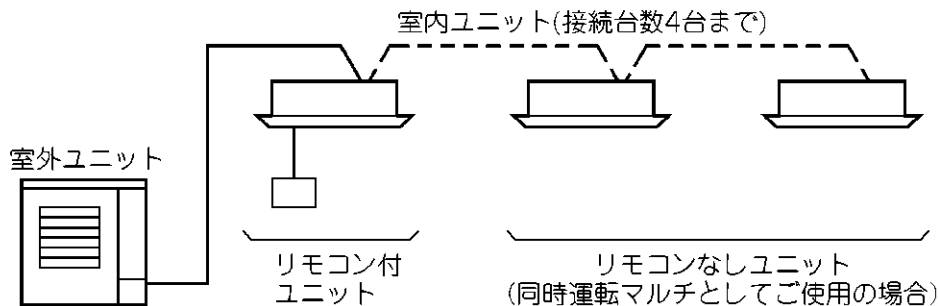 室内ユニット(接続台数4台まで)
室外ユニット
リモコン付
ユニット
リモコンなしユニット
(同時運転マルチとしてご使用の場合)